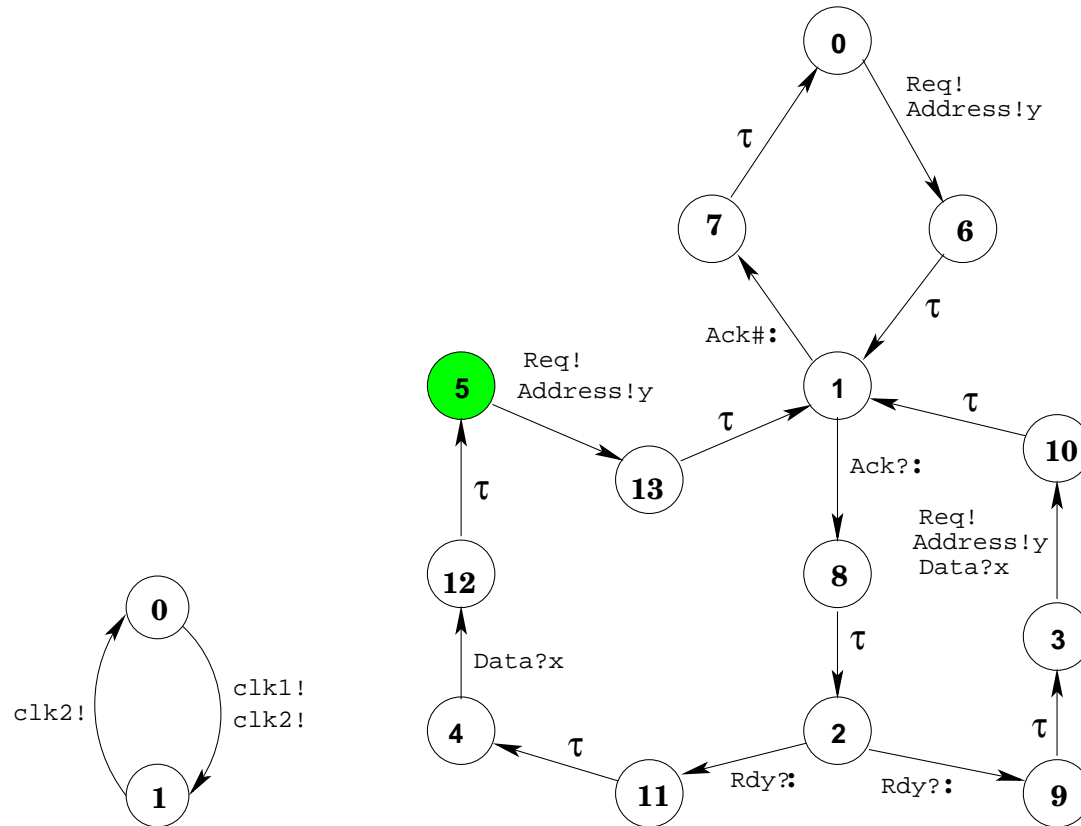 0
Req!
Address!y
τ
7
6
τ
Ack#:
Req!
Address!y
5
1
τ
τ
10
13
Ack?:
τ
Req!
Address!y
Data?x
12
8
0
3
τ
Data?x
clk1!
clk2!
clk2!
4
2
τ
τ
Rdy?:
Rdy?:
1
11
9